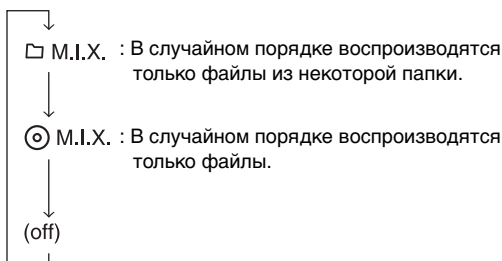 M.I.X. : В случайном порядке воспроизводятся
только файлы из некоторой папки.
M.I.X. : В случайном порядке воспроизводятся
только файлы.
(off)